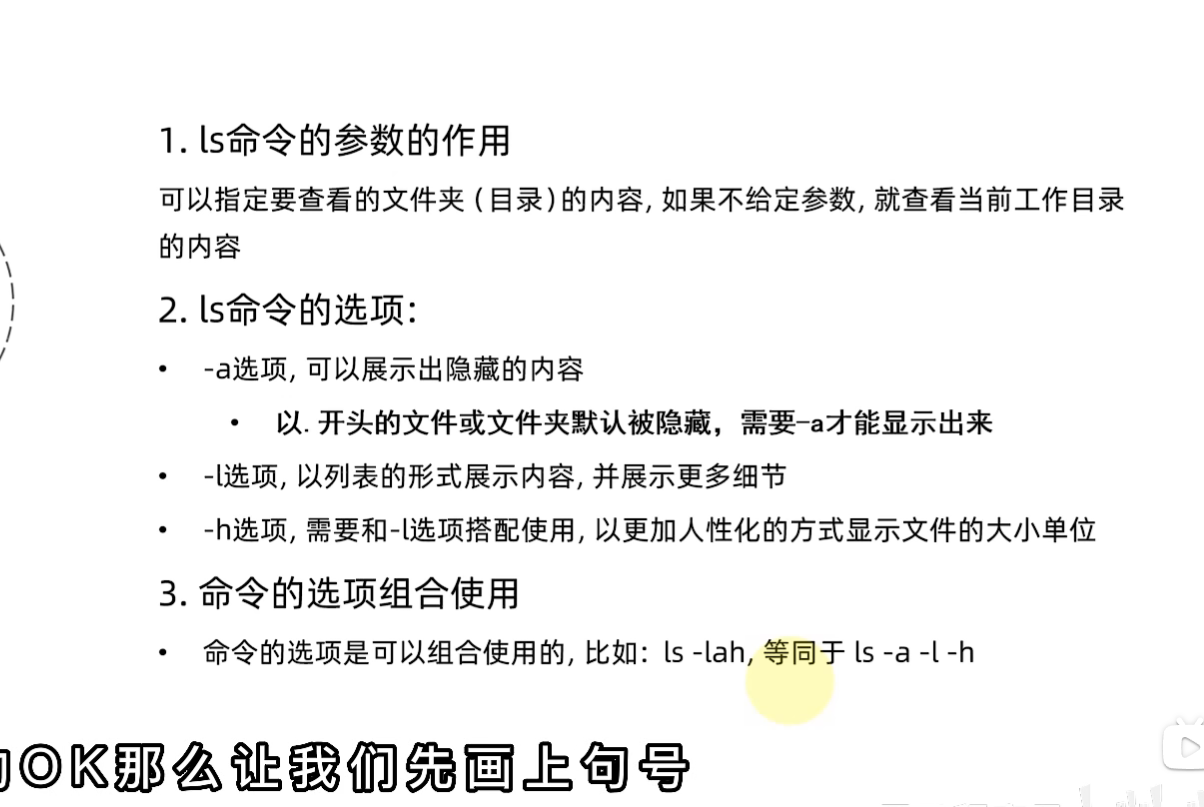 1. ls命令的参数的作用
可以指定要查看的文件夹（目录）的内容, 如果不给定参数, 就查看当前工作目录
的内容
2. ls命令的选项:
• -a选项, 可以展示出隐藏的内容
• 以. 开头的文件或文件夹默认被隐藏，需要-a才能显示出来
• -l选项, 以列表的形式展示内容, 并展示更多细节
• -h选项, 需要和-l选项搭配使用, 以更加人性化的方式显示文件的大小单位
3. 命令的选项组合使用
• 命令的选项是可以组合使用的, 比如：ls -lah, 等同于 ls -a -l -h
OK那么让我们先画上句号